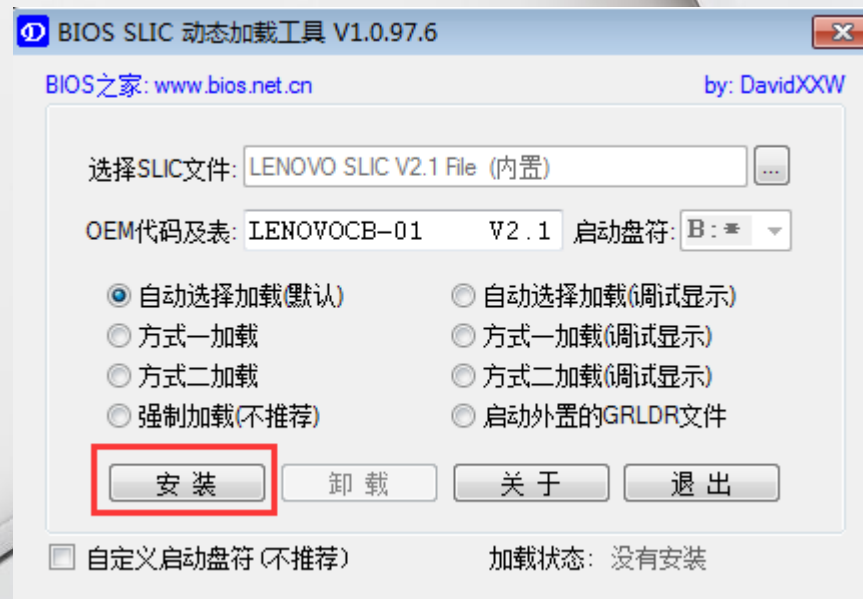 BIOS SLIC 动态加载工具 V1.0.97.6
BIOS之家: www.bios.net.cn by: DavidXXW
选择SLIC文件: LENOVO SLIC V2.1 File (内置) ...
OEM代码及表: LENOVOCB-01 V2.1 启动盘符: B:*
自动选择加载(默认) 自动选择加载(调试显示)
方式一加载 方式一加载(调试显示)
方式二加载 方式二加载(调试显示)
强制加载(不推荐) 启动外置的GRLDR文件
安装 卸载 关于 退出
自定义启动盘符(不推荐) 加载状态: 没有安装